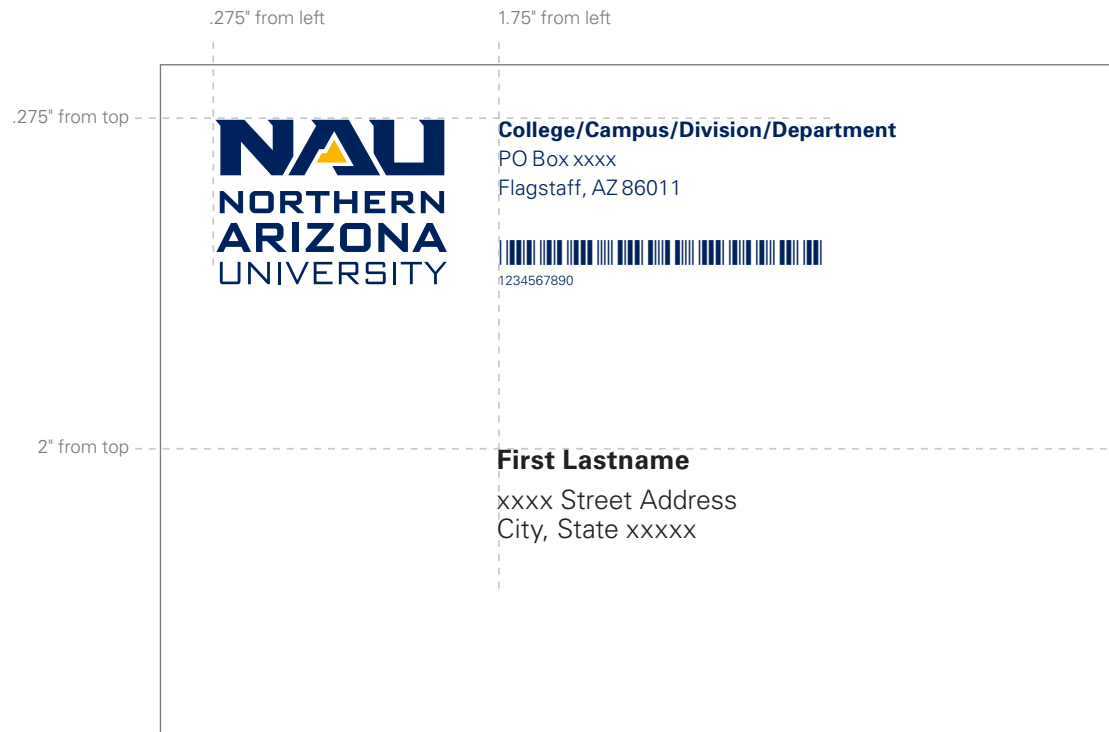 .275" from left
1.75" from left
.275" from top
NAU
NORTHERN
ARIZONA
UNIVERSITY
College/Campus/Division/Department
PO Box xxxx
Flagstaff, AZ 86011
1234567890
2" from top
First Lastname
xxxx Street Address
City, State xxxxx